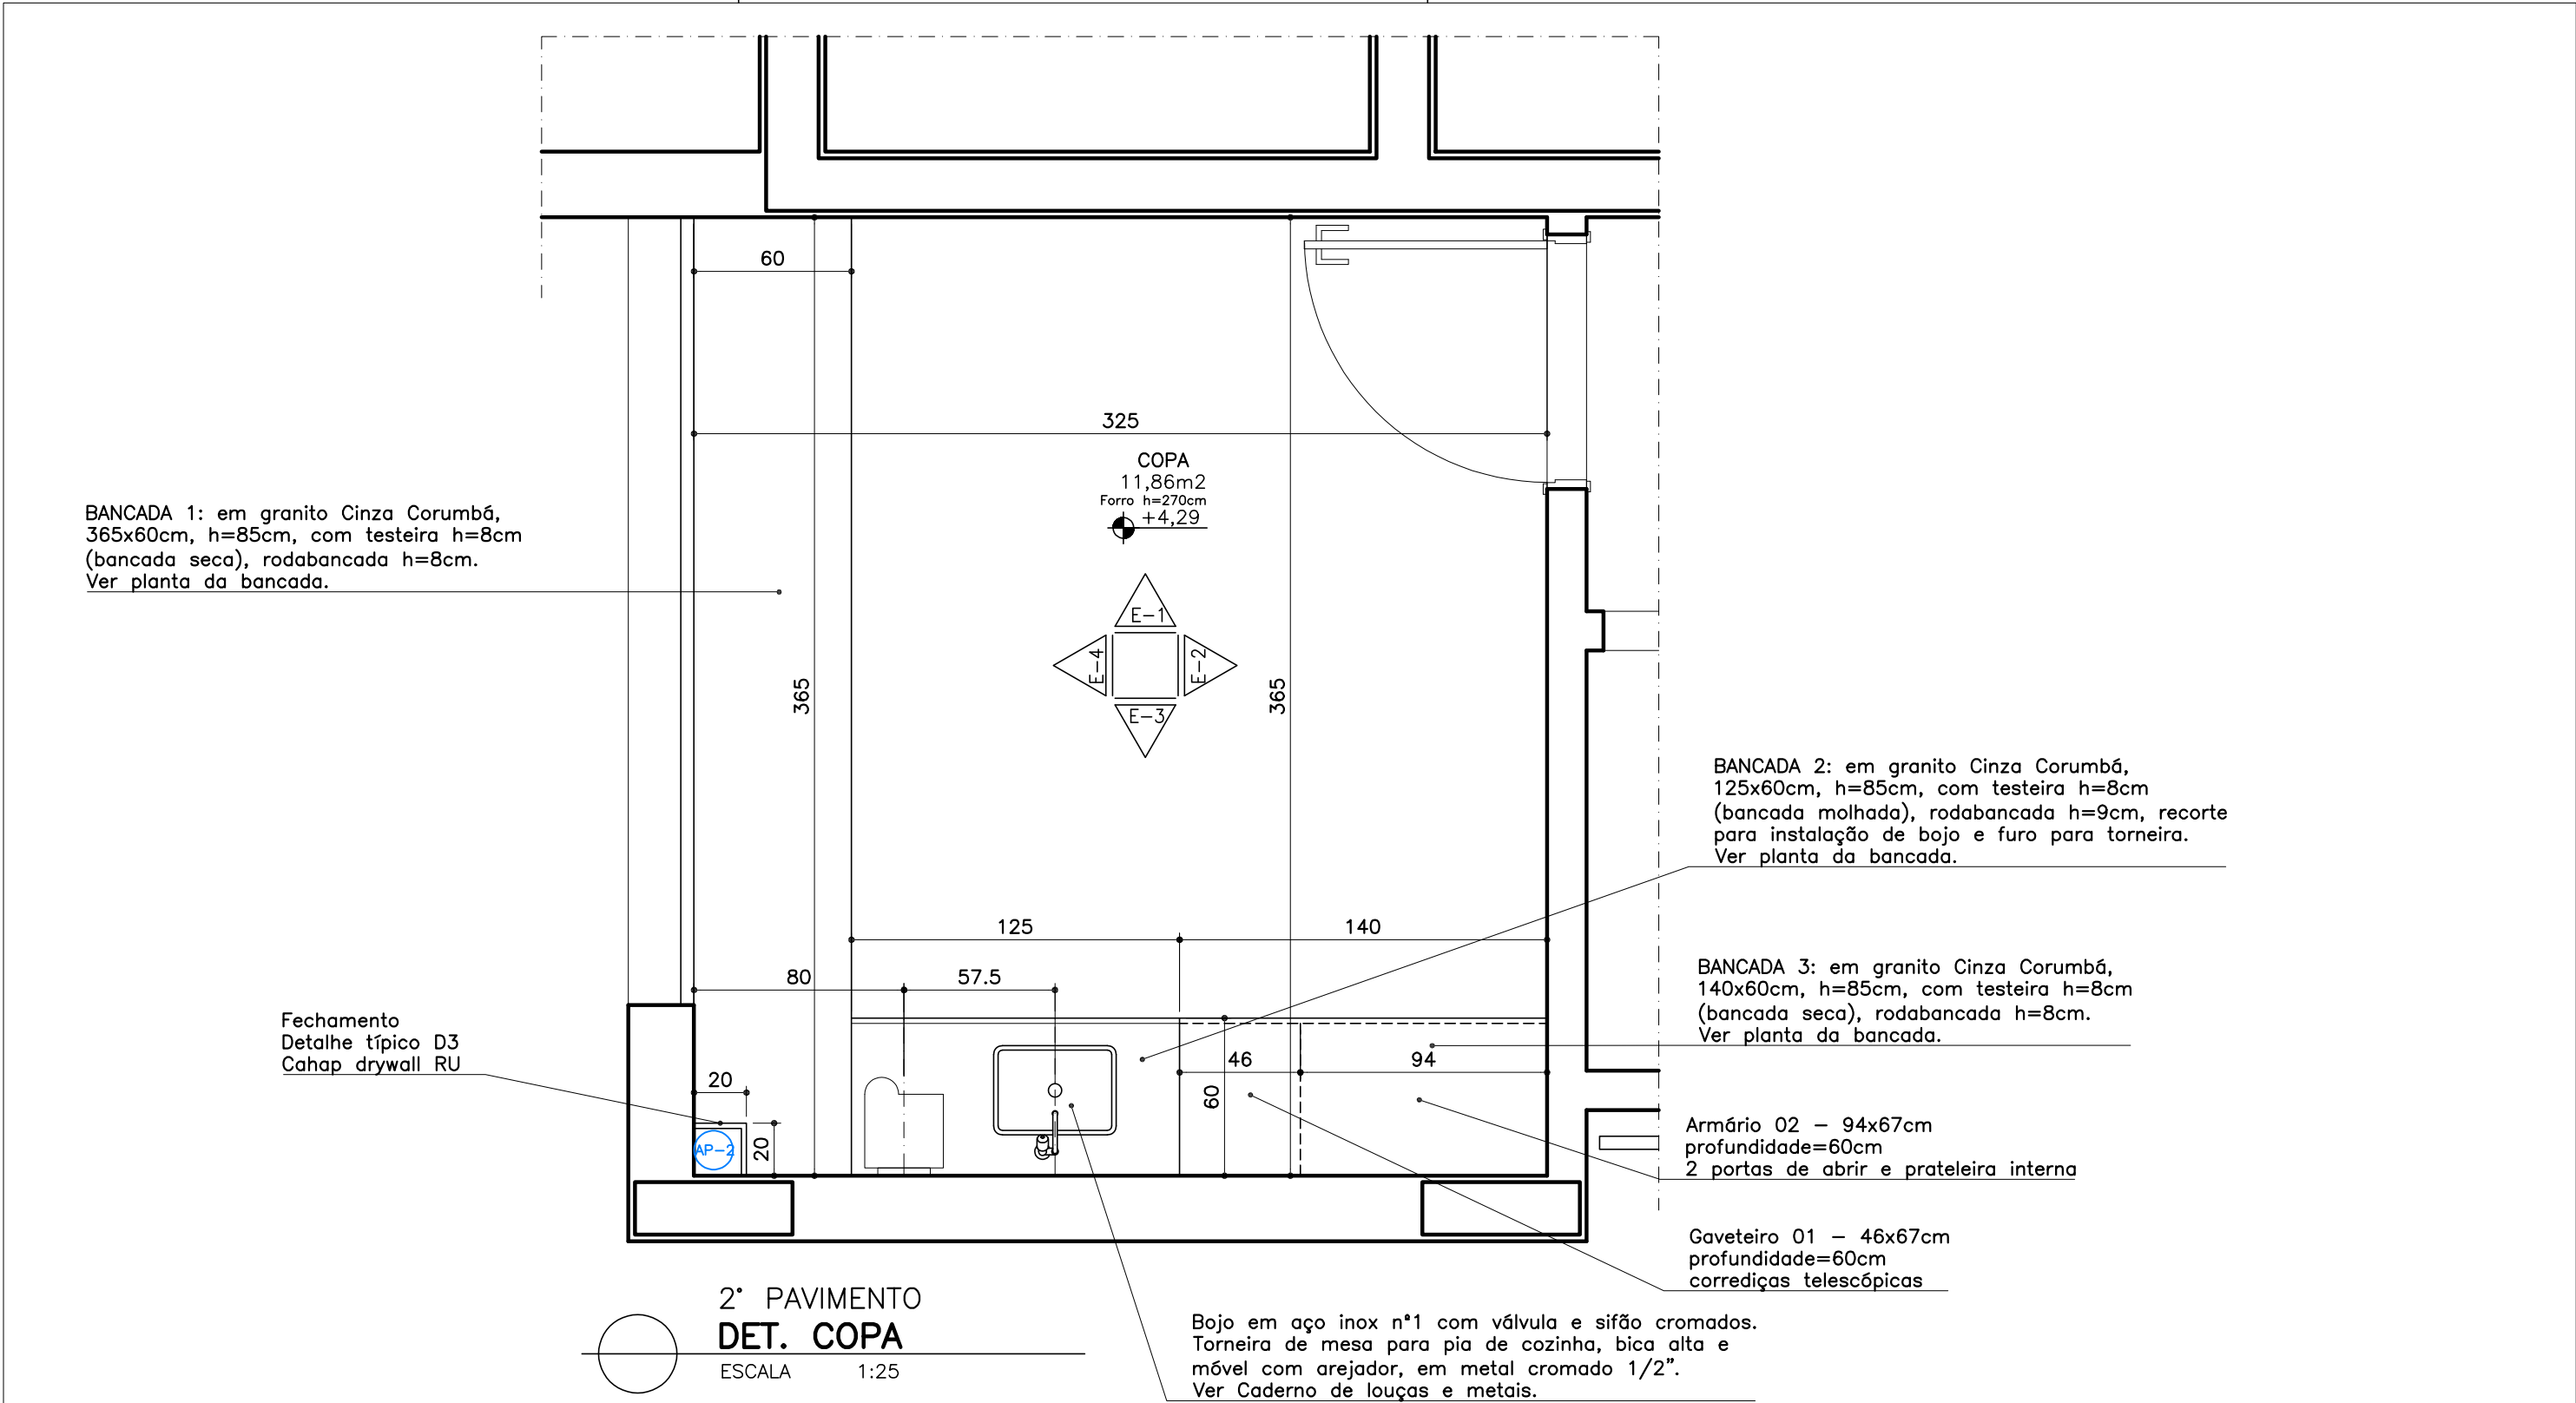 60
325
COPA
11,86m2
Forro h=270cm
+4,29
BANCADA 1: em granito Cinza Corumbá,
365x60cm, h=85cm, com testeira h=8cm
(bancada seca), rodabancada h=8cm.
Ver planta da bancada.
E-1
E-4
E-2
E-3
365
365
BANCADA 2: em granito Cinza Corumbá,
125x60cm, h=85cm, com testeira h=8cm
(bancada molhada), rodabancada h=9cm, recorte
para instalação de bojo e furo para torneira.
Ver planta da bancada.
125
140
80
57.5
BANCADA 3: em granito Cinza Corumbá,
140x60cm, h=85cm, com testeira h=8cm
(bancada seca), rodabancada h=8cm.
Ver planta da bancada.
Fechamento
Detalhe típico D3
Cahap drywall RU
20
20
AP-2
46
94
60
Armário 02 - 94x67cm
profundidade=60cm
2 portas de abrir e prateleira interna
Gaveteiro 01 - 46x67cm
profundidade=60cm
corrediças telescópicas
2° PAVIMENTO
DET. COPA
ESCALA 1:25
Bojo em aço inox nº1 com válvula e sifão cromados.
Torneira de mesa para pia de cozinha, bica alta e
móvel com arejador, em metal cromado 1/2".
Ver Caderno de louças e metais.